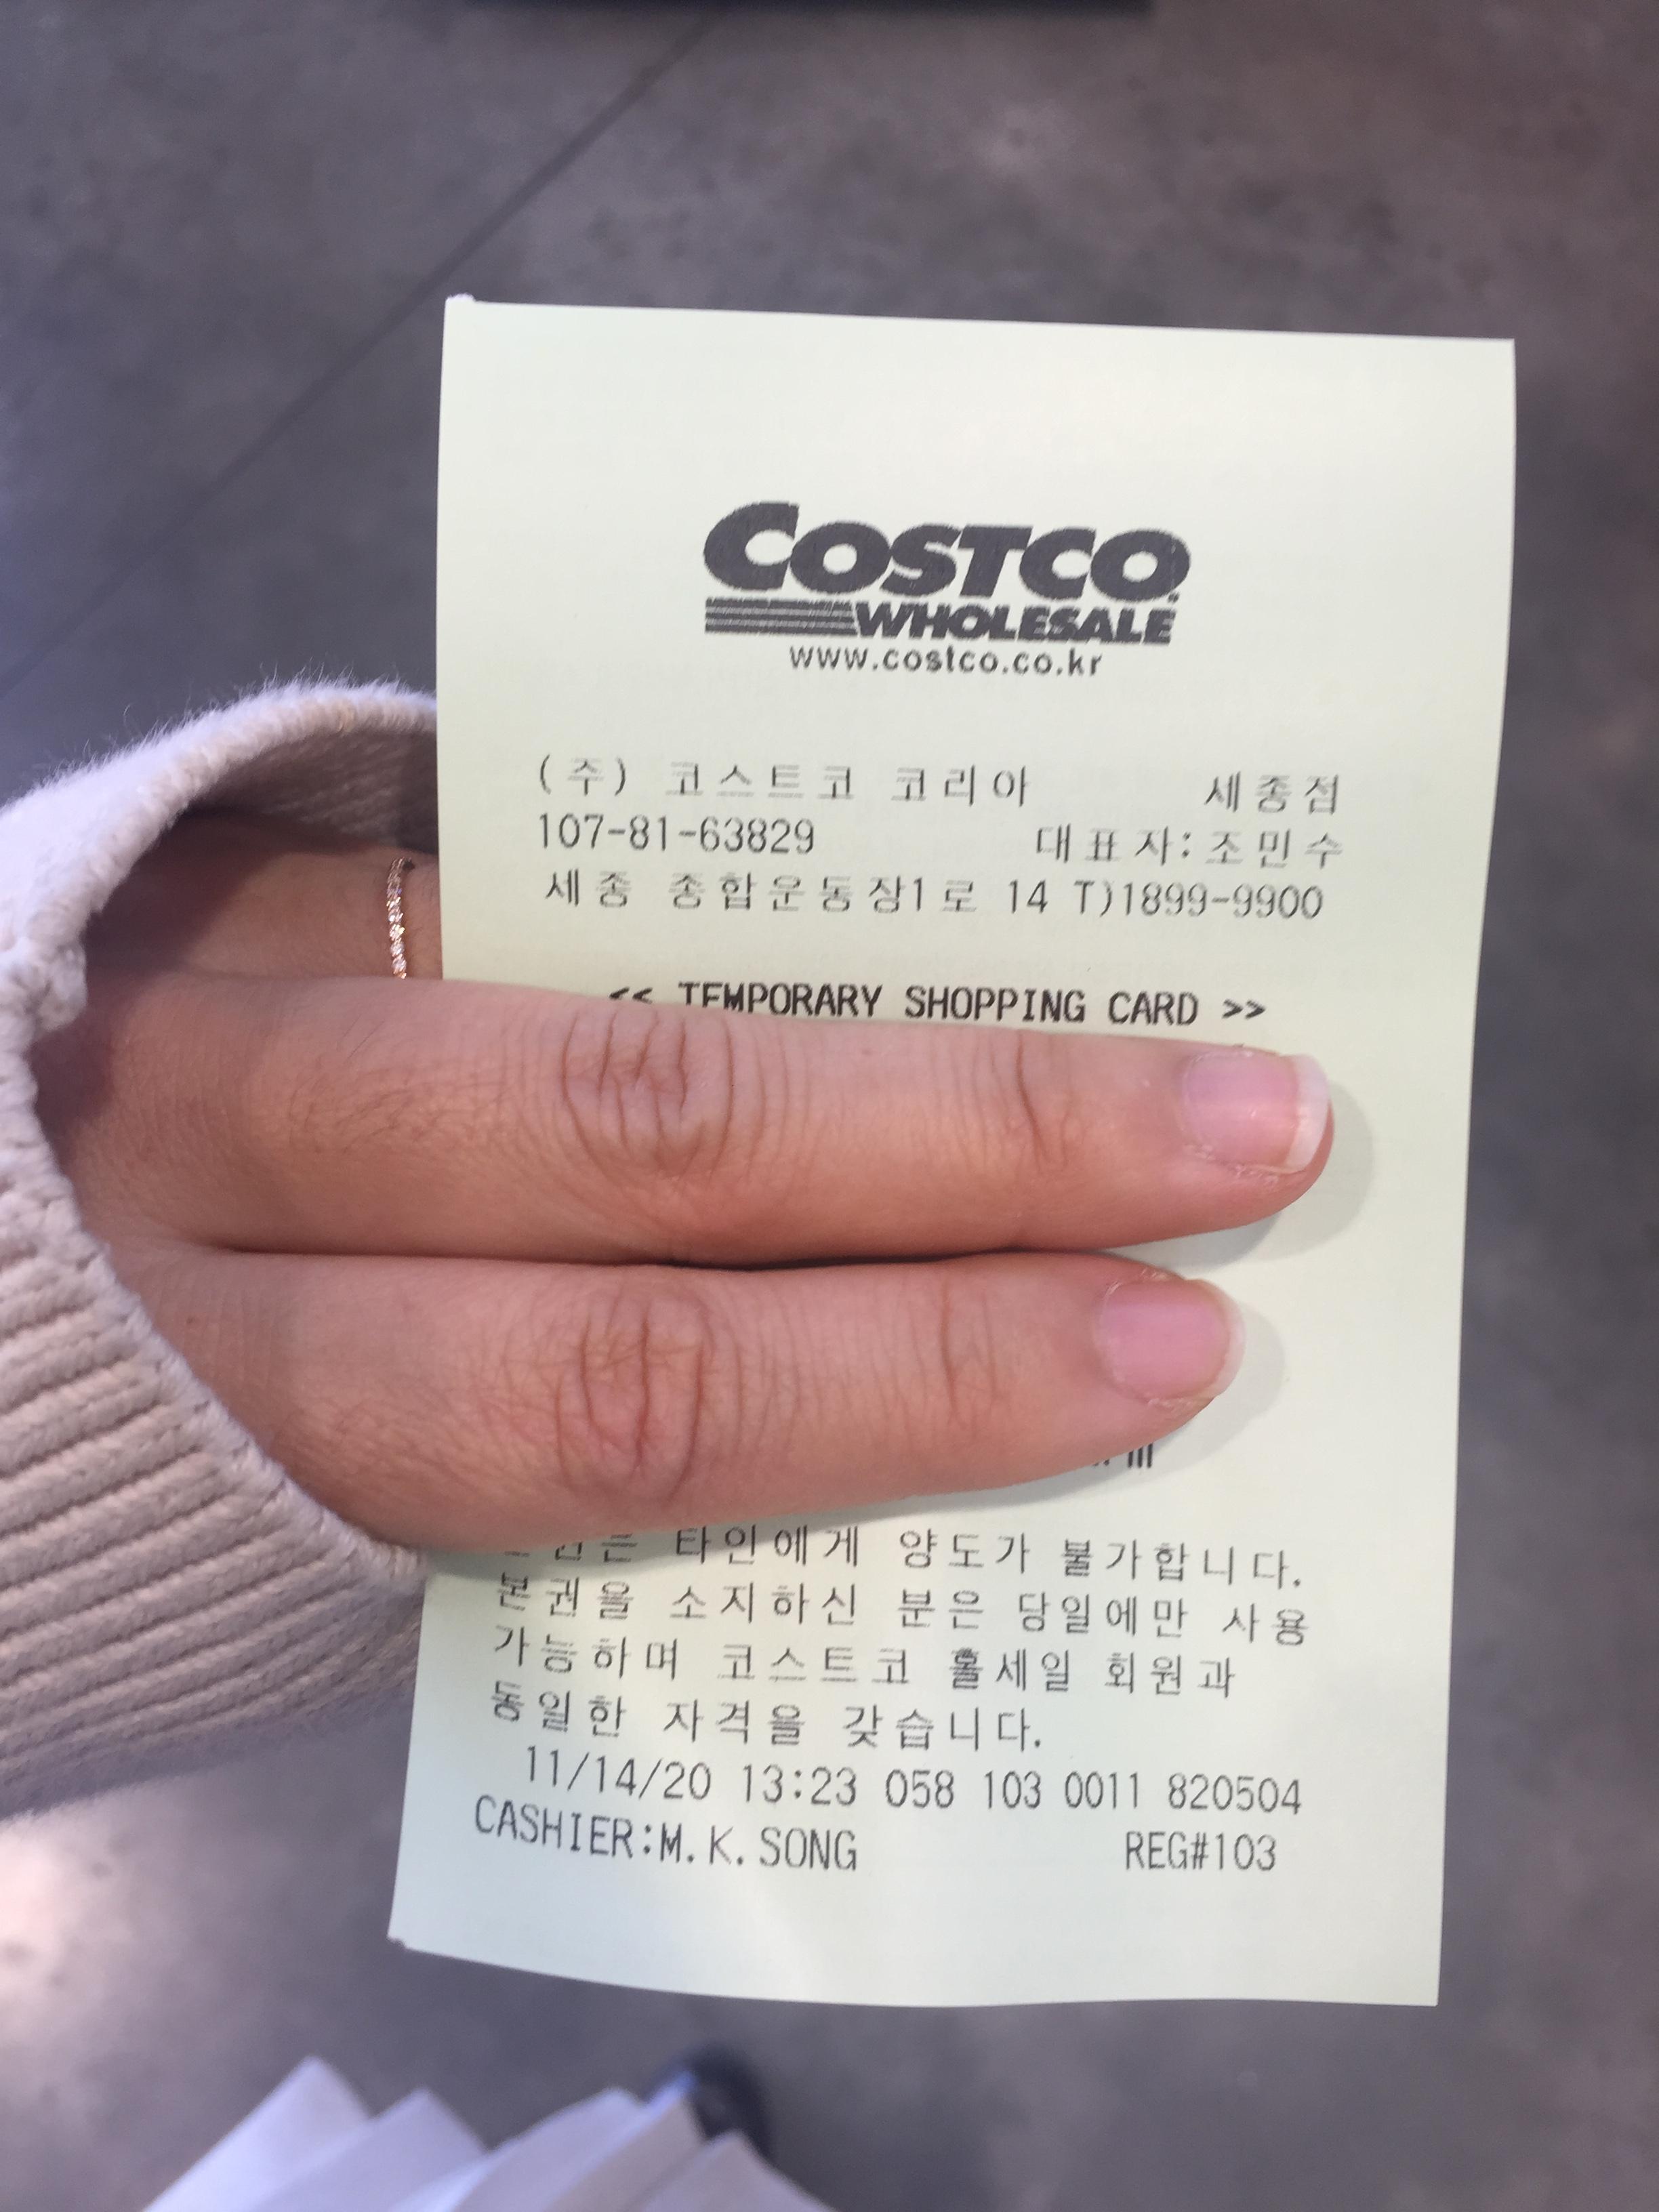 COSTCO
WHOLESALE
www.costco.co.kr
(주) 코스트코 코리아 세종점
107-81-63829 대표자:조민수
세종 종합운동장1로 14 T)1899-9900
<< TEMPORARY SHOPPING CARD >>
타인에게 양도가 불가합니다.
본권을 소지하신 분은 당일에만 사용
가능하며 코스트코 홀세일 회원과
동일한 자격을 갖습니다.
11/14/20 13:23 058 103 0011 820504
CASHIER:M.K.SONG REG#103